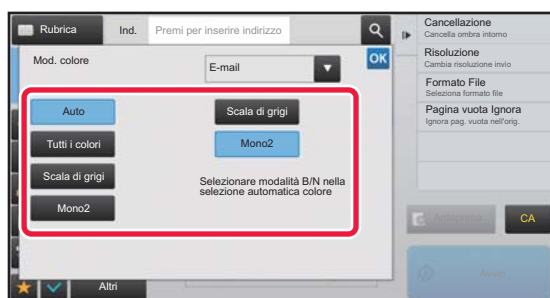 Rubrica
Ind.
Premi per inserire indirizzo
Mod. colore
E-mail
OK
Auto
Scala di grigi
Tutti i colori
Mono2
Scala di grigi
Mono2
Selezionare modalità B/N nella
selezione automatica colore
Altri
Cancellazione
Cancella ombra intorno
Risoluzione
Cambia risoluzione invio
Formato File
Seleziona formato file
Pagina vuota Ignora
Ignora pag. vuota nell'orig.
Anteprima
CA
Avvio